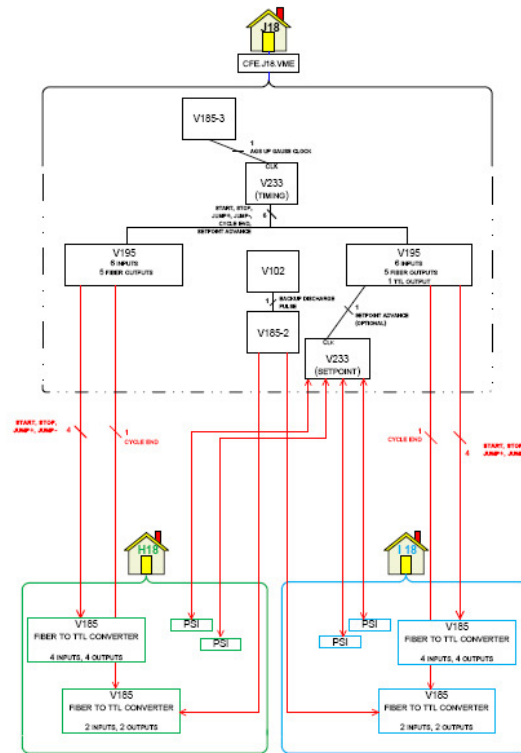 J18
CFE.J18.VME
V185-3
1
AGS UP GAUSE CLOCK
CLK
V233
(TIMING)
START, STOP,
JUMP+, JUMP-,
CYCLE END,
SETPOINT ADVANCE
6
V195
6 INPUTS
5 FIBER OUTPUTS
V102
V195
6 INPUTS
5 FIBER OUTPUTS
1 TTL OUTPUT
1
BACKUP DISCHARGE
PULSE
1
SETPOINT ADVANCE
(OPTIONAL)
V185-2
CLK
V233
(SETPOINT)
START, STOP,
JUMP+, JUMP-
4
1
CYCLE END
1
CYCLE END
4
START, STOP
JUMP+, JUMP-
H18
I 18
V185
FIBER TO TTL CONVERTER
4 INPUTS, 4 OUTPUTS
PSI
PSI
PSI
PSI
V185
FIBER TO TTL CONVERTER
4 INPUTS, 4 OUTPUTS
V185
FIBER TO TTL CONVERTER
2 INPUTS, 2 OUTPUTS
V185
FIBER TO TTL CONVERTER
2 INPUTS, 2 OUTPUTS